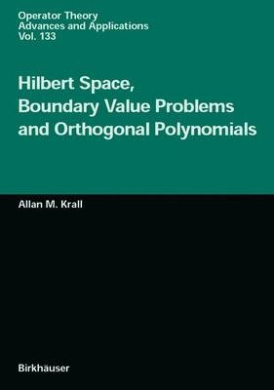 Operator Theory
Advances and Applications
Vol. 133
Hilbert Space,
Boundary Value Problems
and Orthogonal Polynomials
Allan M. Krall
Birkhäuser